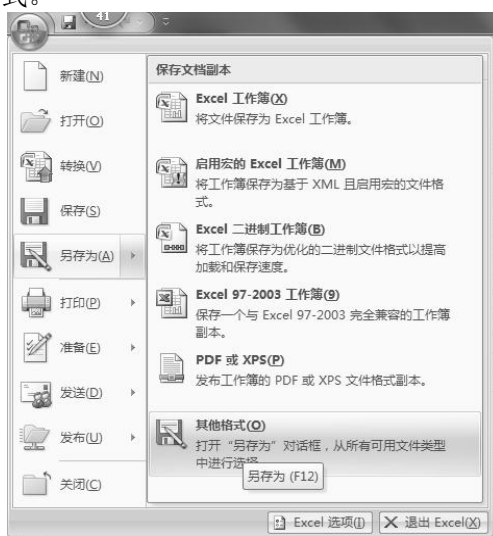 式。
41
新建(N)
打开(O)
转换(V)
保存(S)
另存为(A)
打印(P)
准备(E)
发送(D)
发布(U)
关闭(C)
保存文档副本
Excel 工作簿(X)
将文件保存为 Excel 工作簿。
启用宏的 Excel 工作簿(M)
将工作簿保存为基于 XML 且启用宏的文件格
式。
Excel 二进制工作簿(B)
将工作簿保存为优化的二进制文件格式以提高
加载和保存速度。
Excel 97-2003 工作簿(9)
保存一个与 Excel 97-2003 完全兼容的工作簿
副本。
PDF 或 XPS(P)
发布工作簿的 PDF 或 XPS 文件格式副本。
其他格式(O)
打开“另存为”对话框，从所有可用文件类型
中进行选择
另存为 (F12)
Excel 选项(I)
退出 Excel(X)